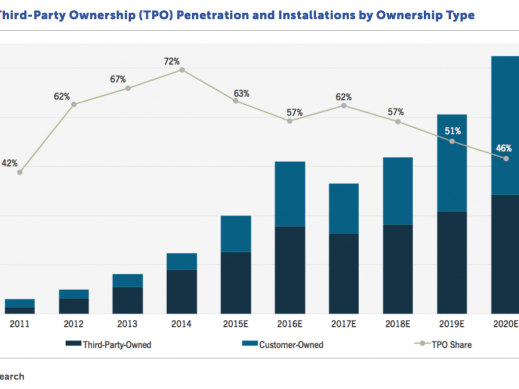 Third-Party Ownership (TPO) Penetration and Installations by Ownership Type
72%
67%
62%
63%
62%
57%
57%
51%
46%
42%
2011 2012 2013 2014 2015E 2016E 2017E 2018E 2019E 2020E
Third-Party-Owned Customer-Owned TPO Share
earch